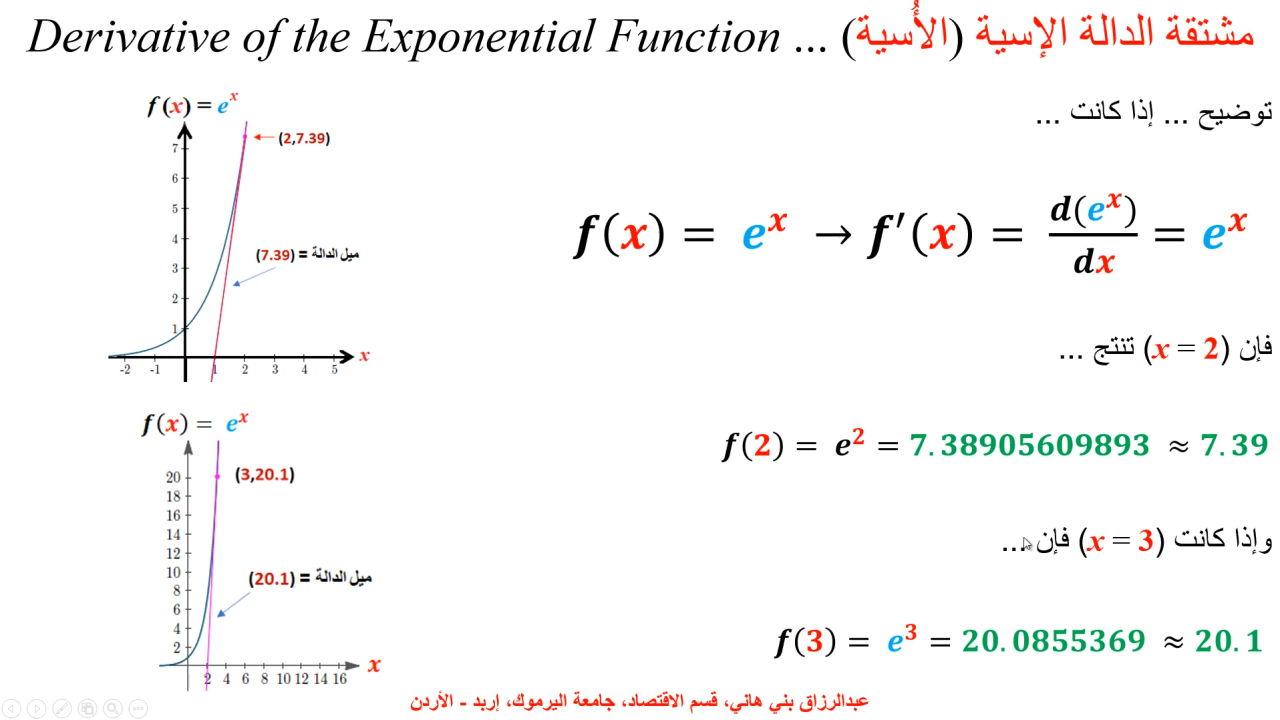 Derivative of the Exponential Function ... مشتقة الدالة الإسية (الأُسية)
توضيح ... إذا كانت ...
f(x) = e^x → f′(x) = d(e^x)/dx = e^x
فإن (x = 2) تنتج ...
f(2) = e^2 = 7.38905609893 ≈ 7.39
وإذا كانت (x = 3) فإن ...
f(3) = e^3 = 20.0855369 ≈ 20.1
f (x) = e^x
(2,7.39)
7
6
5
4
3
2
1
ميل الدالة = (7.39)
-2 -1 1 2 3 4 5 x
f(x) = e^x
(3,20.1)
20
18
16
14
12
10
8
6
4
2
ميل الدالة = (20.1)
2 4 6 8 10 12 14 16 x
عبدالرزاق بني هاني، قسم الاقتصاد، جامعة اليرموك، إربد - الأردن